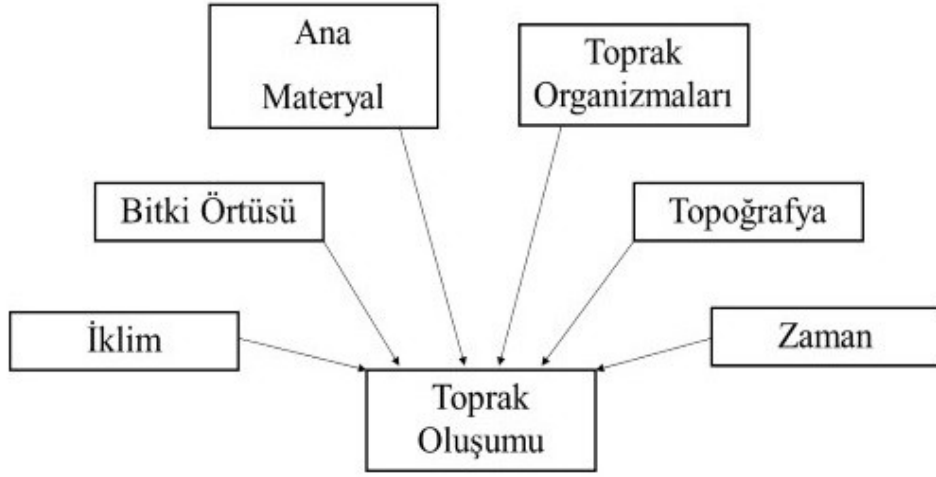 Ana
Materyal
Toprak
Organizmaları
Bitki Örtüsü
Topoğrafya
İklim
Zaman
Toprak
Oluşumu